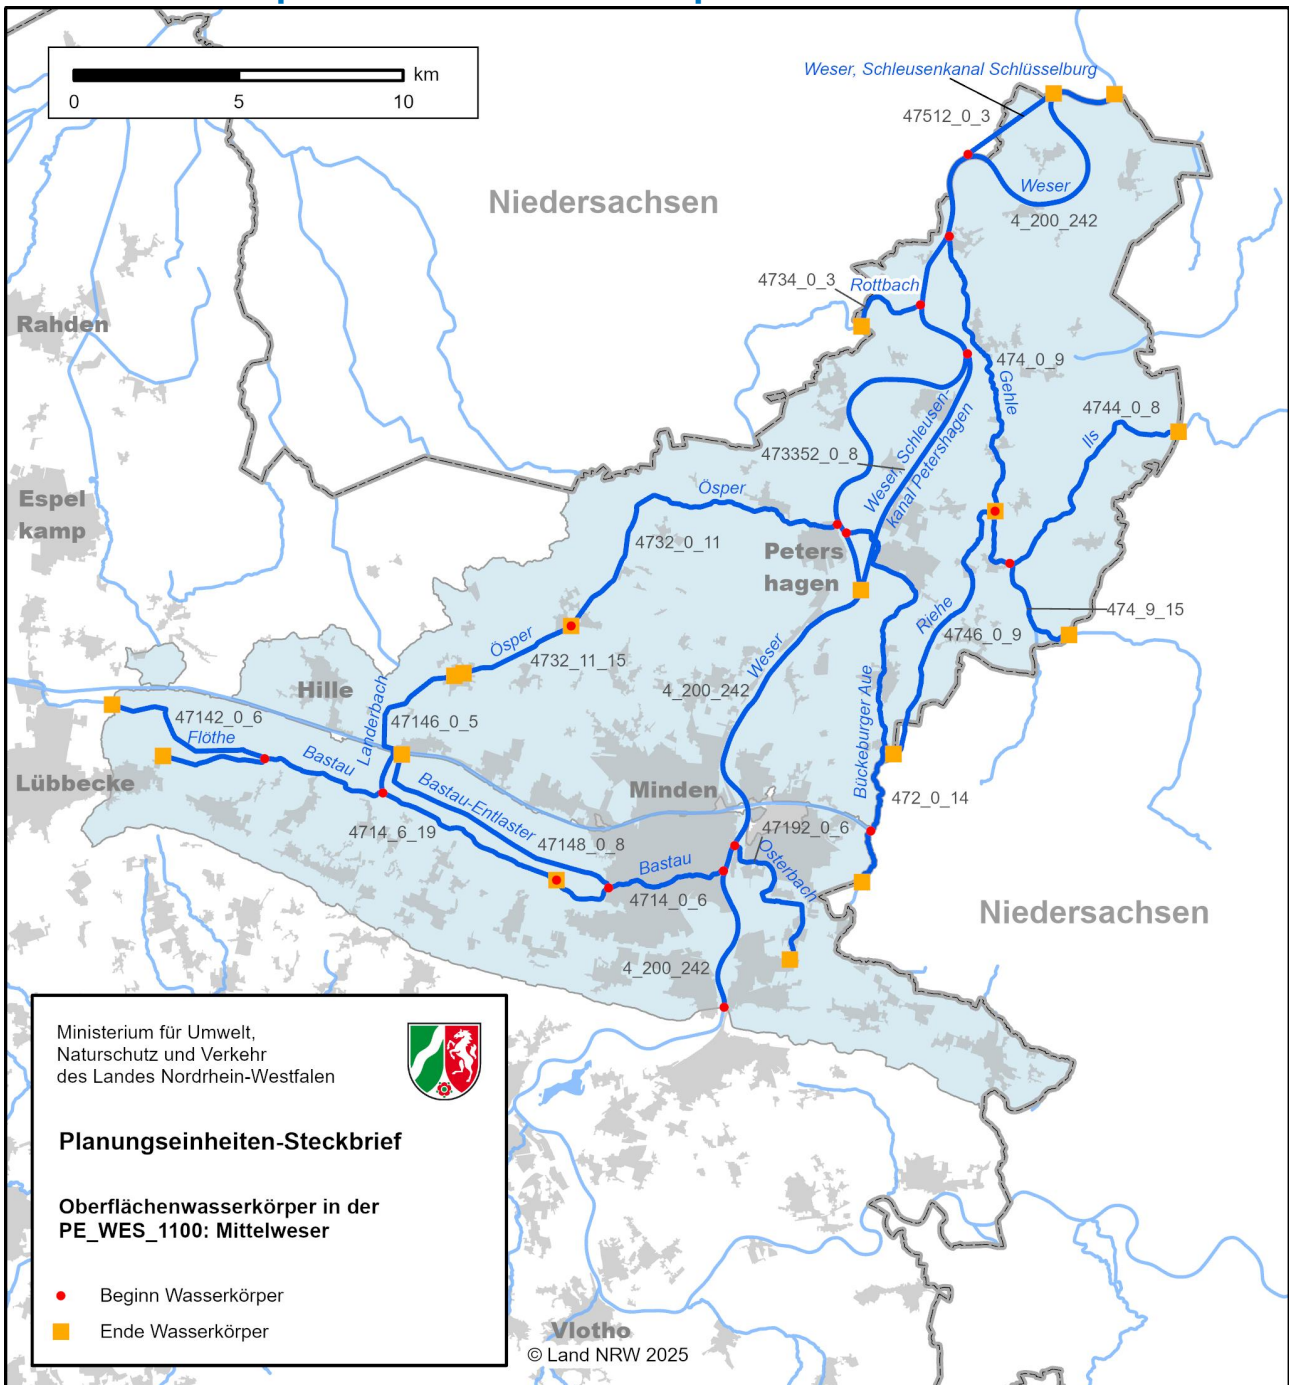 km
0 5 10
Weser, Schleusenkanal Schlüsselburg
47512_0_3
Niedersachsen
Weser
4_200_242
4734_0_3
Rottbach
Rahden
474_0_9
Gehle
4744_0_8
Ils
473352_0_8
Weser, Schleusen-
kanal Petershagen
Espel
kamp
Ösper
4732_0_11
Peters
hagen
Riehe
474_9_15
4746_0_9
Ösper
4732_11_15
Weser
4_200_242
Hille
Landerbach
47146_0_5
Bückeburger Aue
47142_0_6
Flöthe
Bastau
Lübbecke
Bastau-Entlaster
Minden
472_0_14
4714_6_19
47148_0_8
47192_0_6
Osterbach
Bastau
4714_0_6
Niedersachsen
4_200_242
Ministerium für Umwelt,
Naturschutz und Verkehr
des Landes Nordrhein-Westfalen
Planungseinheiten-Steckbrief
Oberflächenwasserkörper in der
PE_WES_1100: Mittelweser
Beginn Wasserkörper
Ende Wasserkörper
Vlotho
© Land NRW 2025